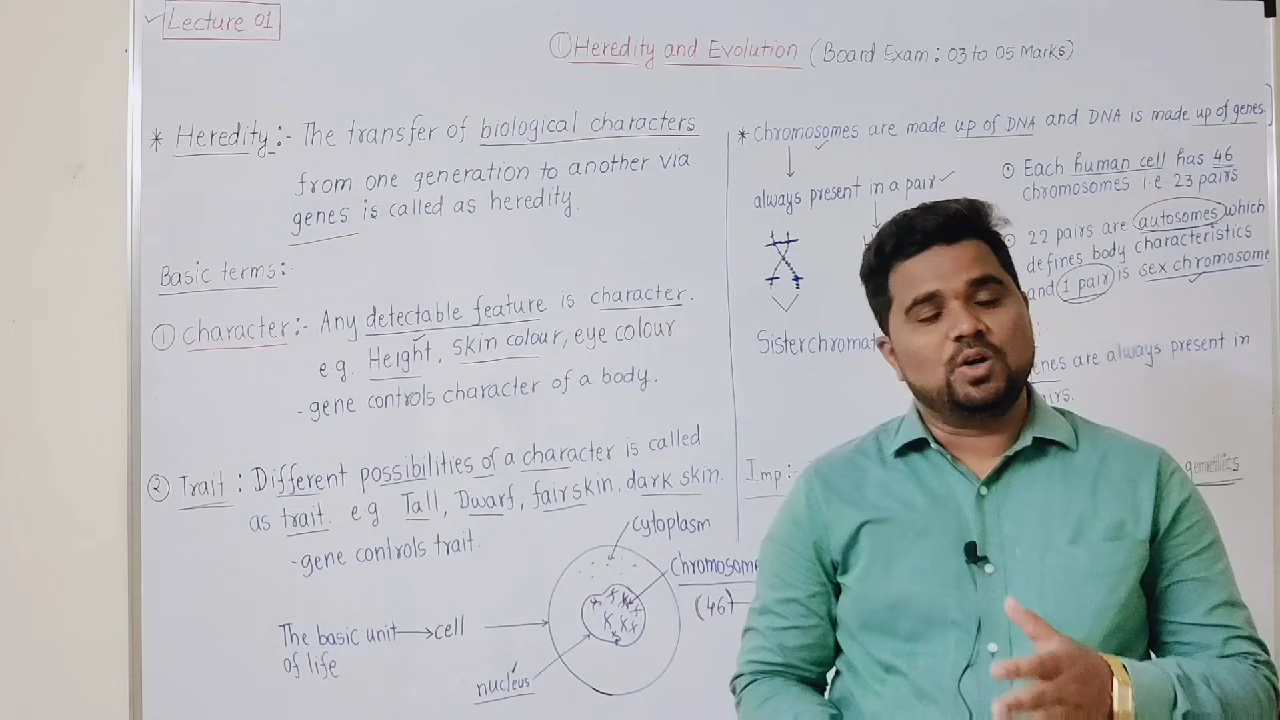 Lecture 01
① Heredity and Evolution (Board Exam: 03 to 05 Marks)
* Heredity:- The transfer of biological characters
from one generation to another via
genes is called as heredity.
Basic terms:
① Character:- Any detectable feature is character.
e.g. Height, skin colour, eye colour
- gene controls character of a body.
② Trait: Different possibilities of a character is called
as trait. e.g Tall, Dwarf, fairskin, dark skin.
- gene controls trait.
cytoplasm
Chromosome
(46)
The basic unit → cell
of life
nucleus
* chromosomes are made up of DNA and DNA is made up of genes.
always present in a pair
Sisterchromat
Each human cell has 46
chromosomes i.e. 23 pairs
22 pairs are autosomes which
defines body characteristics
and 1 pair is sex chromosome
enes are always present in
airs.
Imp:
genetics